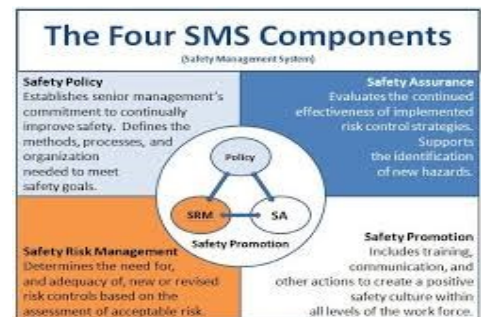 The Four SMS Components
(Safety Management System)
Safety Policy
Establishes senior management's
commitment to continually
improve safety. Defines the
methods, processes, and
organization
needed to meet
safety goals.
Safety Assurance
Evaluates the continued
effectiveness of implemented
risk control strategies.
Supports
the identification
of new hazards.
Policy
SRM
SA
Safety Promotion
Safety Risk Management
Determines the need for,
and adequacy of, new or revised
risk controls based on the
assessment of acceptable risk.
Safety Promotion
Includes training,
communication, and
other actions to create a positive
safety culture within
all levels of the work force.